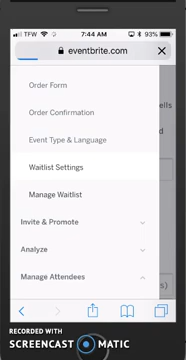 TFW 7:44 AM 93%
eventbrite.com
Order Form
Order Confirmation
ells
Event Type & Language
d
Waitlist Settings
Manage Waitlist
Invite & Promote
Analyze
Manage Attendees
s)
RECORDED WITH
SCREENCAST MATIC